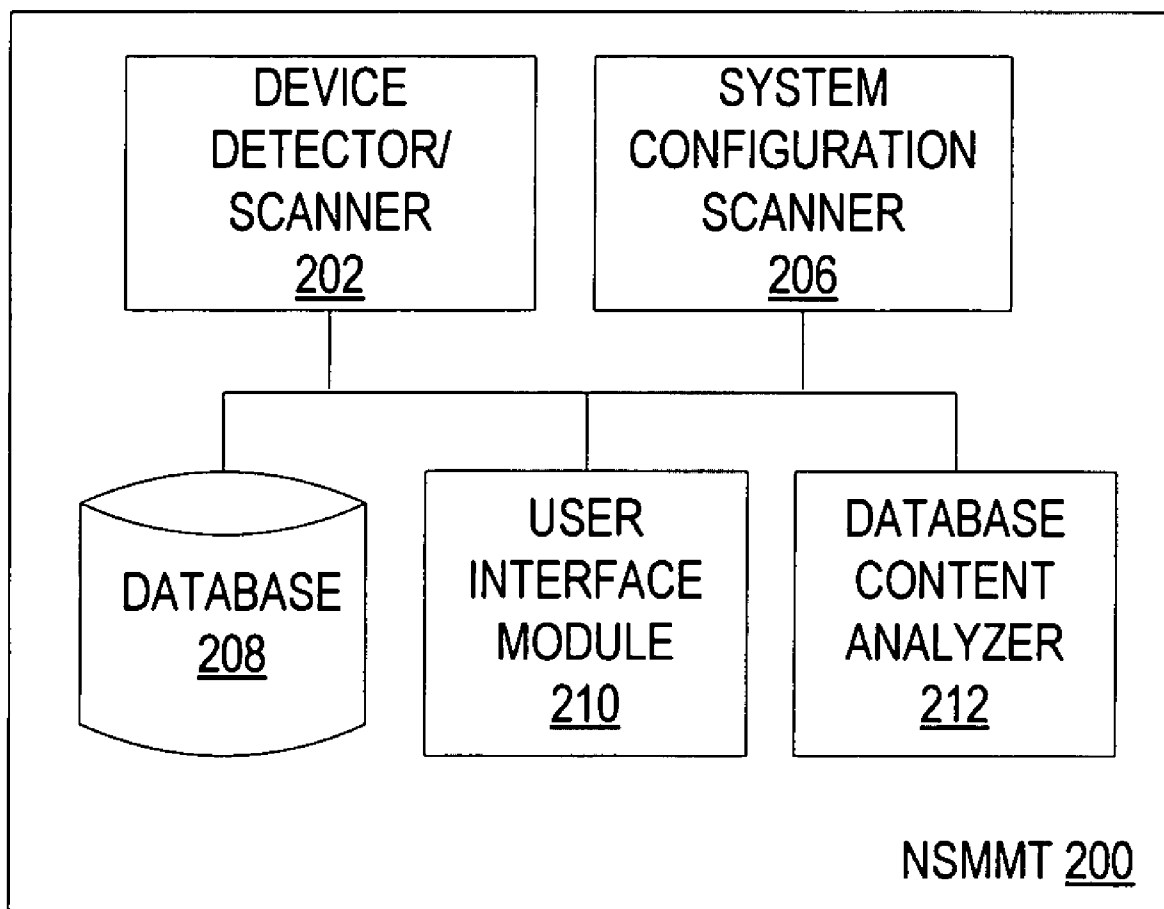 DEVICE
DETECTOR/
SCANNER
202
SYSTEM
CONFIGURATION
SCANNER
206
DATABASE
208
USER
INTERFACE
MODULE
210
DATABASE
CONTENT
ANALYZER
212
NSMMT 200